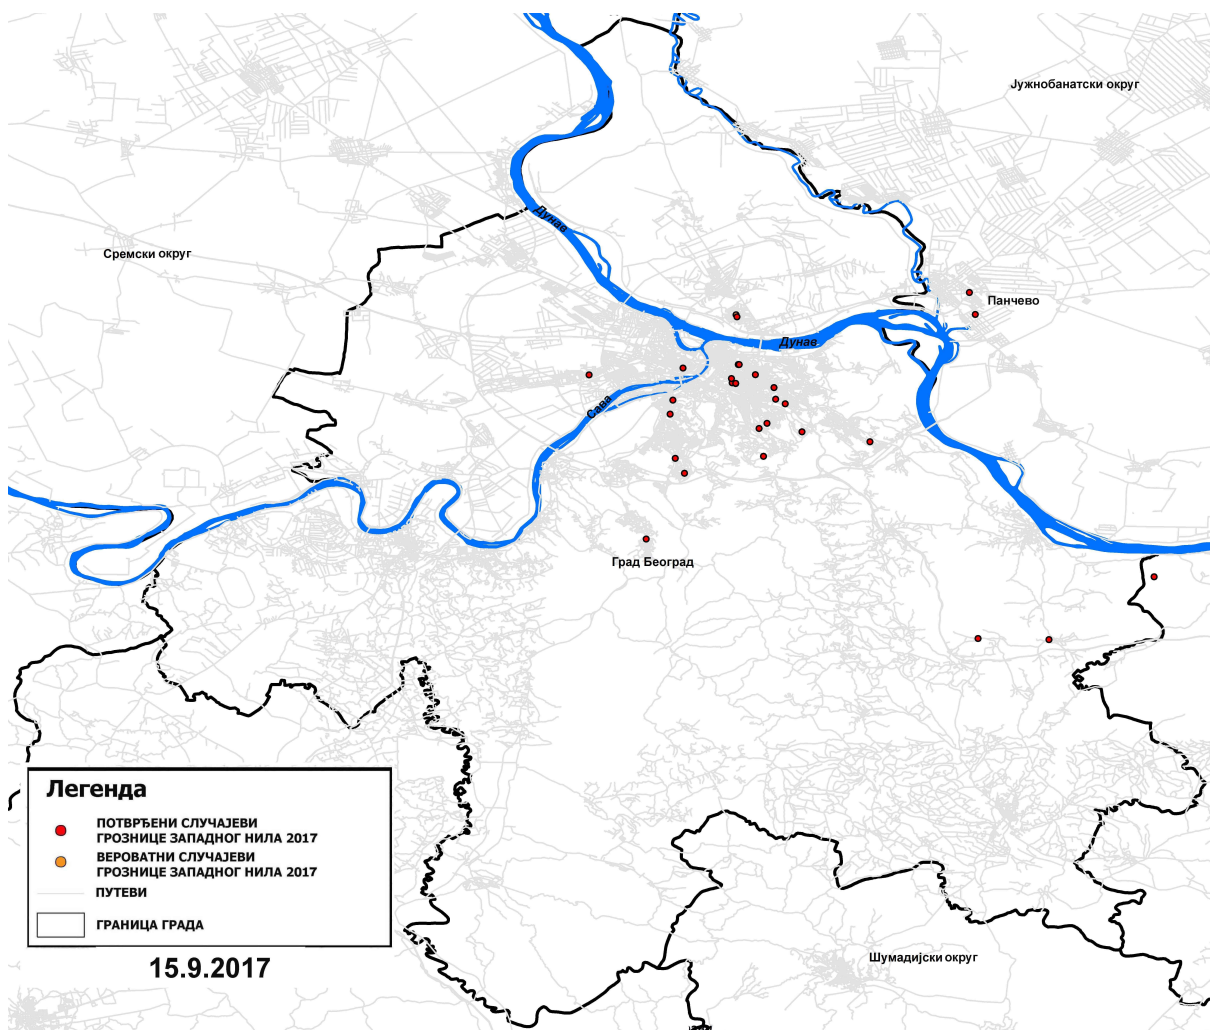 Јужнобанатски округ
Дунав
Сремски округ
Панчево
Дунав
Сава
Град Београд
Легенда
ПОТВРЂЕНИ СЛУЧАЈЕВИ
ГРОЗНИЦЕ ЗАПАДНОГ НИЛА 2017
ВЕРОВАТНИ СЛУЧАЈЕВИ
ГРОЗНИЦЕ ЗАПАДНОГ НИЛА 2017
ПУТЕВИ
ГРАНИЦА ГРАДА
15.9.2017
Шумадијски округ